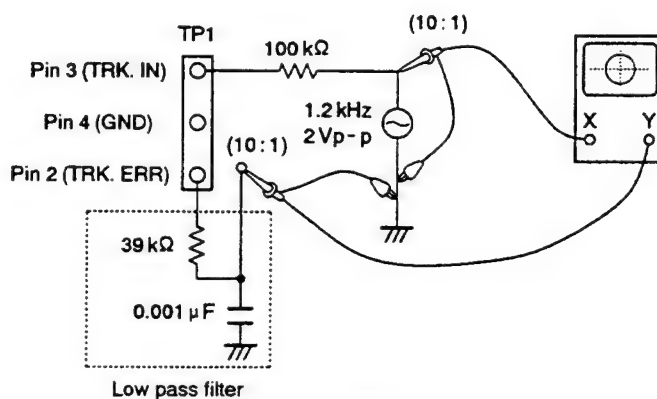 TP1
(10 : 1)
100 kΩ
Pin 3 (TRK. IN)
1.2 kHz
2 Vp-p
X
Y
Pin 4 (GND)
(10 : 1)
Pin 2 (TRK. ERR)
39 kΩ
0.001 μF
Low pass filter